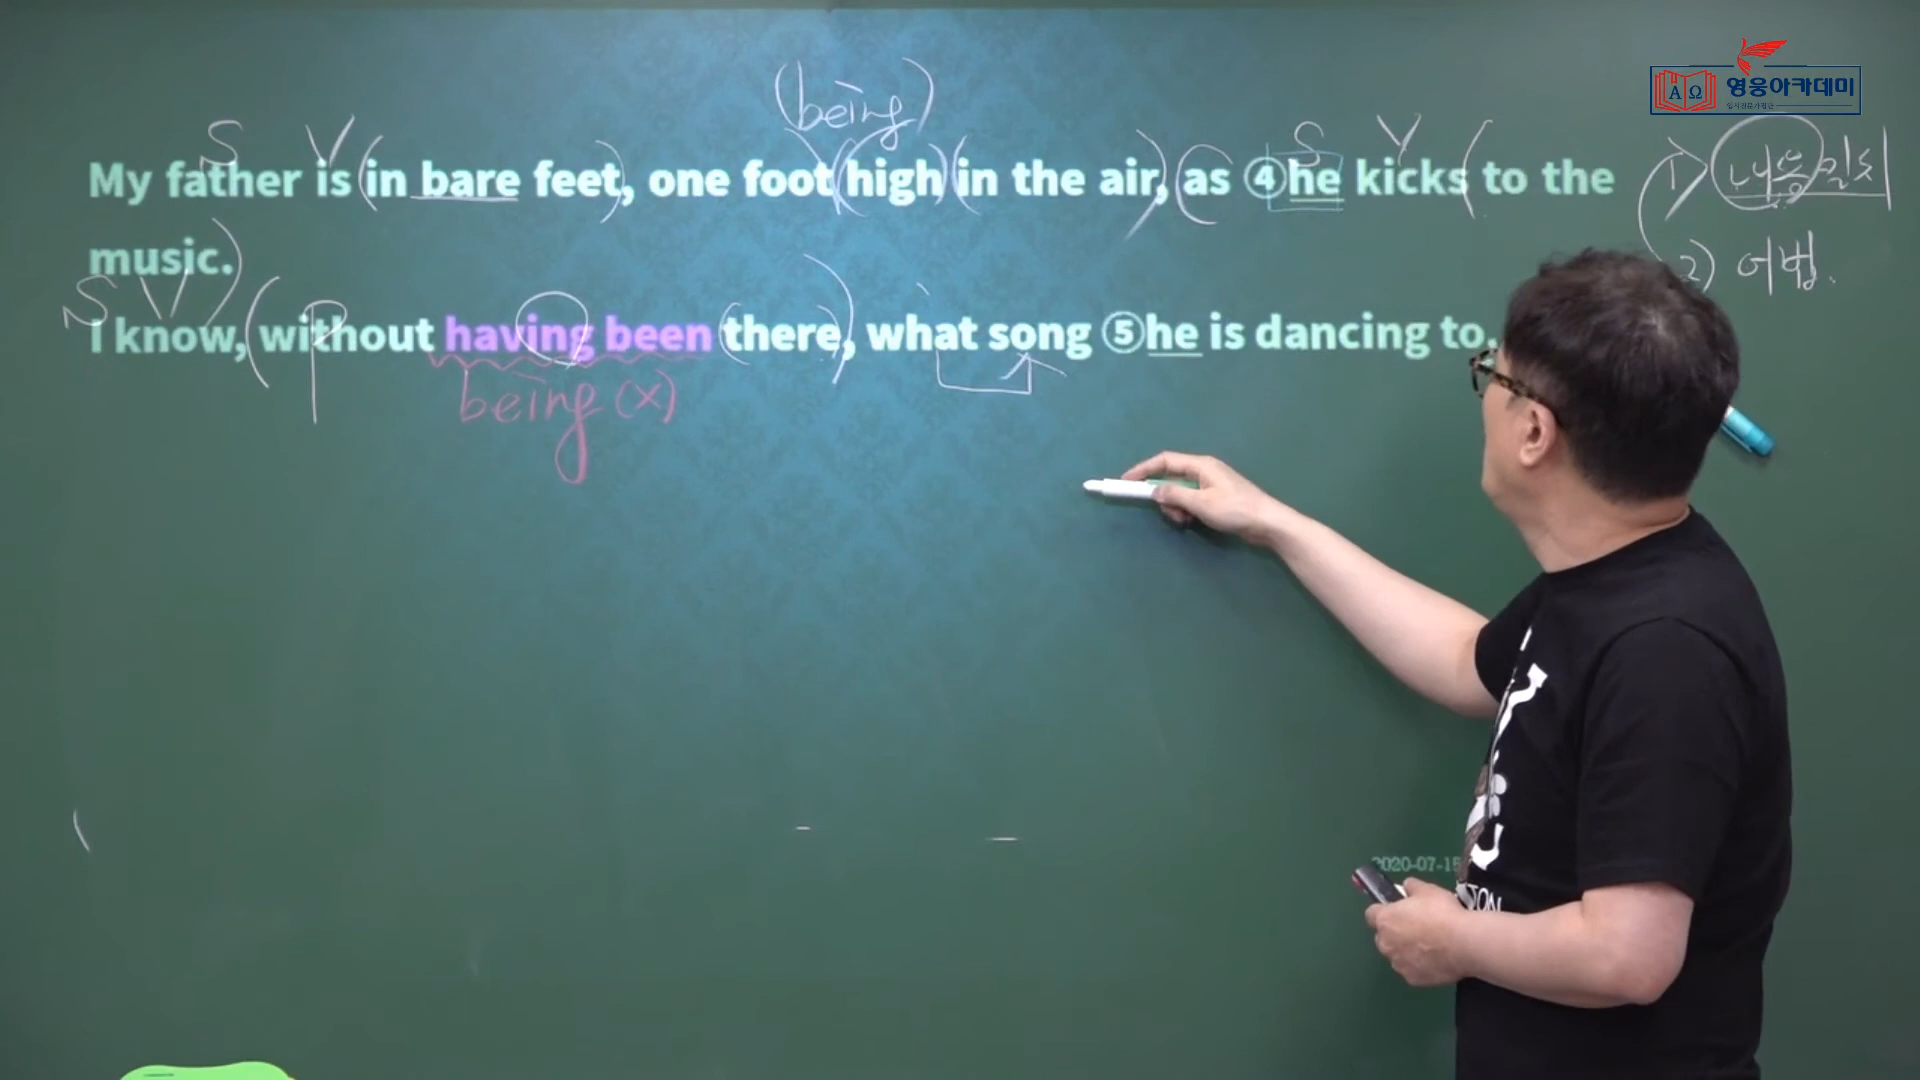 영웅아카데미
(being)
S V S V
My father is in bare feet, one foot high in the air, as ④he kicks to the
music.
1) 내용일치
2) 어법.
S V P
I know, without having been there, what song ⑤he is dancing to.
being (x)
2020-07-15